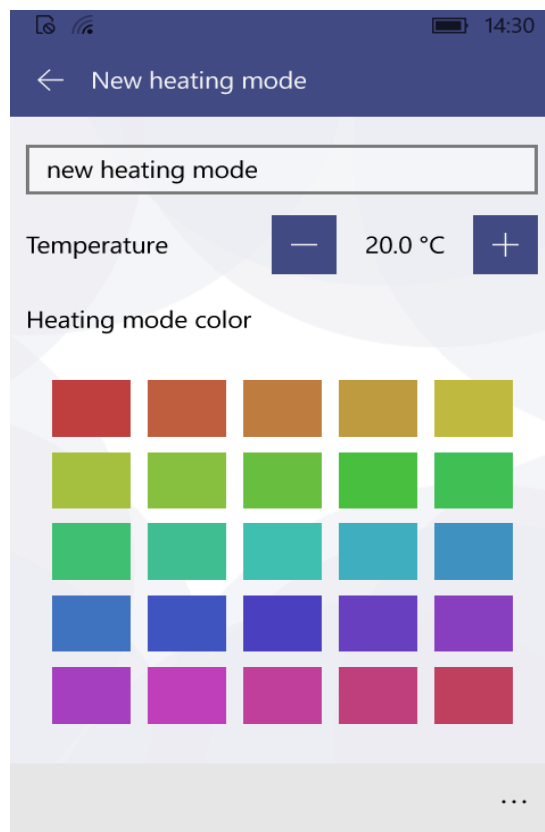 14:30
New heating mode
new heating mode
Temperature
20.0 °C
Heating mode color
...